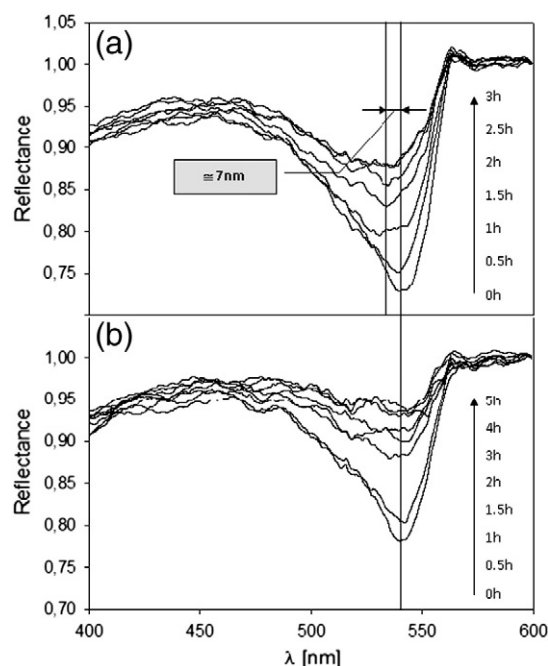 (a)
1,05
1,00
0,95
0,90
0,85
0,80
0,75
Reflectance
≅7nm
3h
2.5h
2h
1.5h
1h
0.5h
0h
(b)
1,00
0,95
0,90
0,85
0,80
0,75
0,70
Reflectance
5h
4h
3h
2h
1.5h
1h
0.5h
0h
400
450
500
550
600
λ [nm]